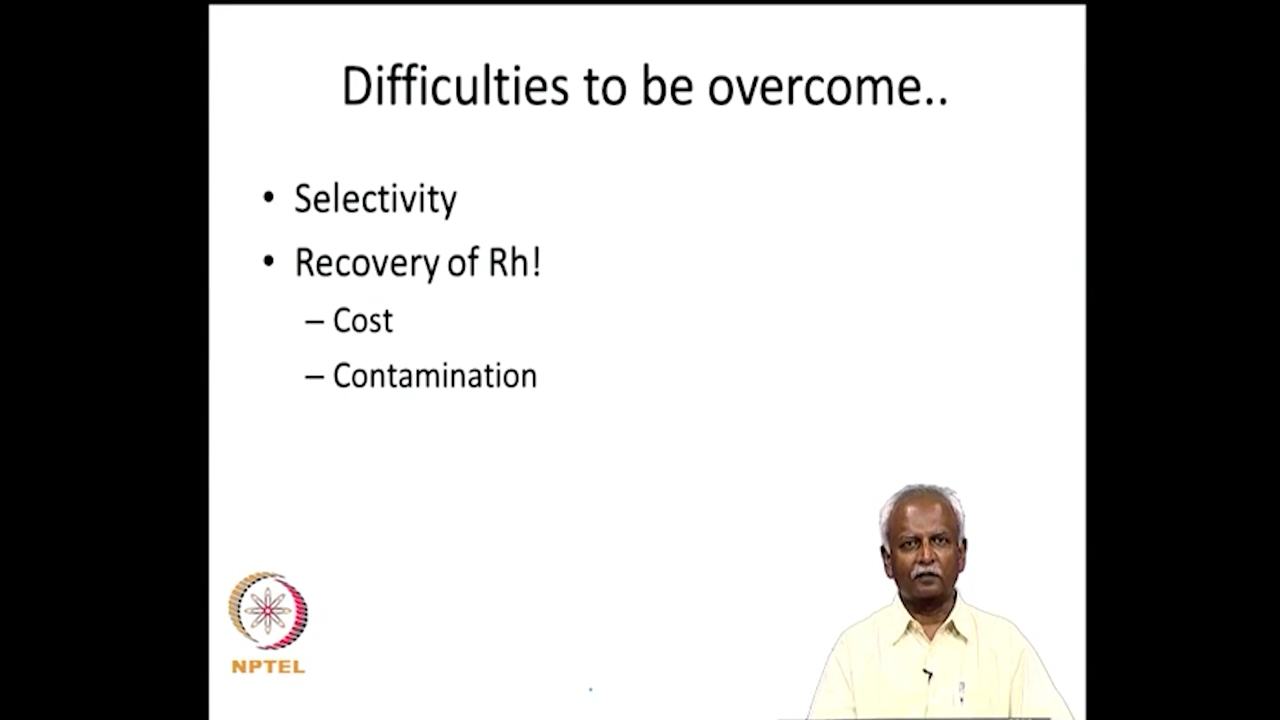 Difficulties to be overcome..
• Selectivity
• Recovery of Rh!
– Cost
– Contamination
NPTEL